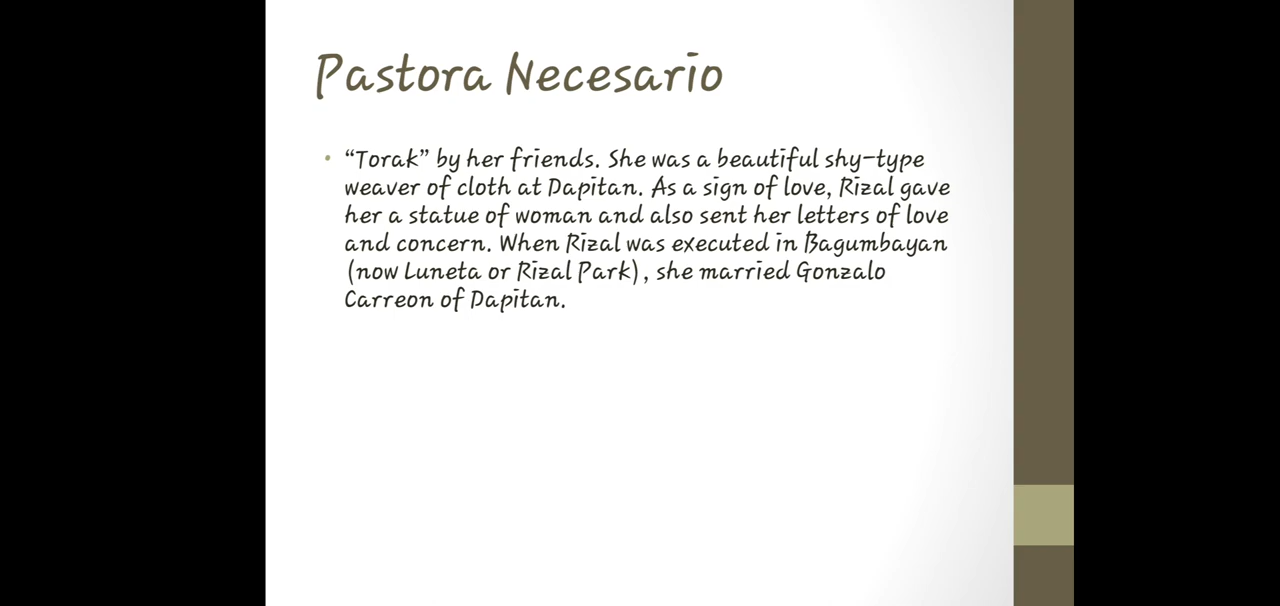 Pastora Necesario
• “Torak” by her friends. She was a beautiful shy-type
weaver of cloth at Dapitan. As a sign of love, Rizal gave
her a statue of woman and also sent her letters of love
and concern. When Rizal was executed in Bagumbayan
(now Luneta or Rizal Park), she married Gonzalo
Carreon of Dapitan.